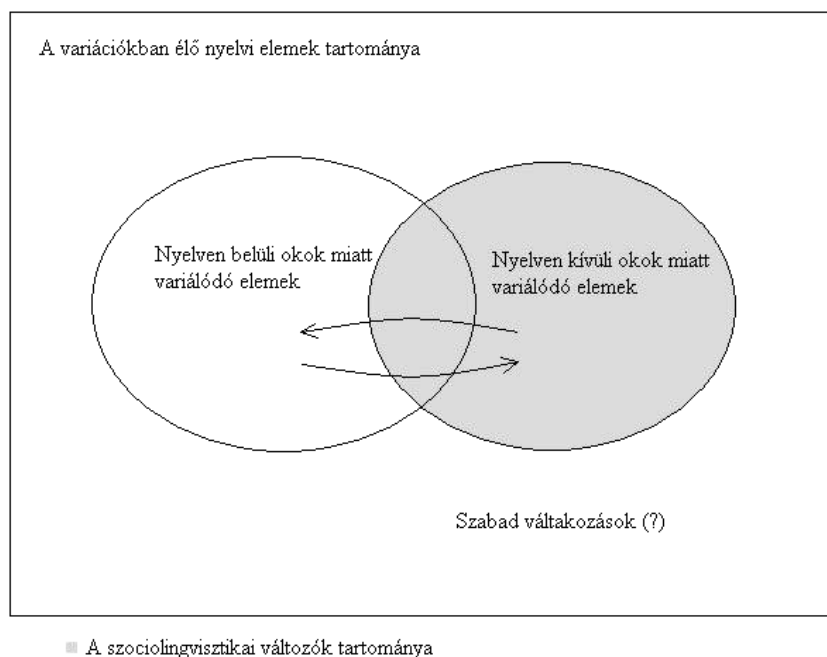 A variációkban élő nyelvi elemek tartománya
Nyelven belüli okok miatt
variálódó elemek
Nyelven kívüli okok miatt
variálódó elemek
Szabad váltakozások (?)
A szociolingvisztikai változók tartománya